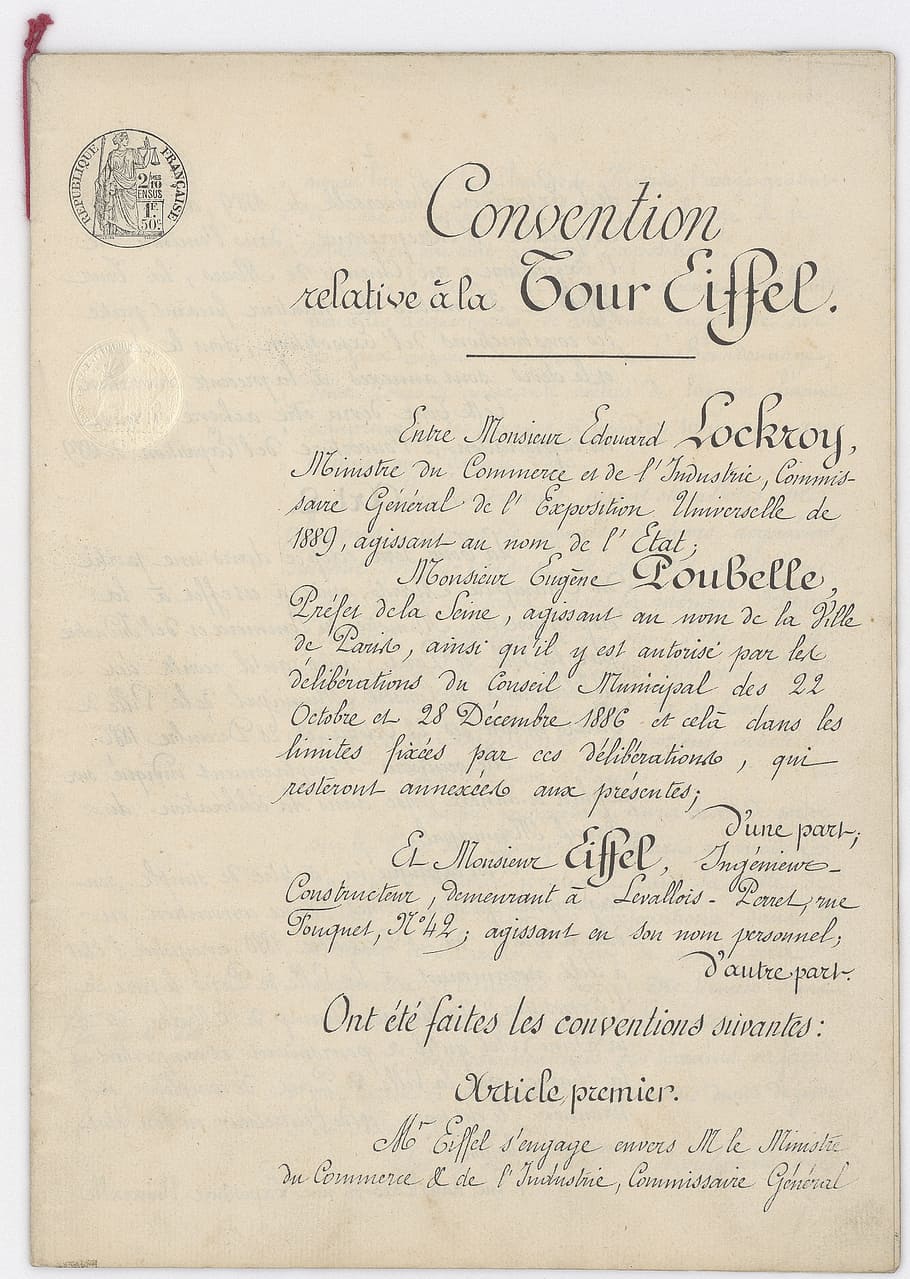 RÉPUBLIQUE FRANÇAISE
2/10
EN SUS
1F.
50c
Convention
relative à la Tour Eiffel.
Entre Monsieur Edouard Lockroy,
Ministre du Commerce et de l'Industrie, Commis-
saire Général de l'Exposition Universelle de
1889, agissant au nom de l'Etat;
Monsieur Eugène Poubelle,
Préfet de la Seine, agissant au nom de la Ville
de Paris, ainsi qu'il y est autorisé par les
délibérations du Conseil Municipal des 22
Octobre et 28 Décembre 1886 et celà dans les
limites fixées par ces délibérations, qui
resteront annexées aux présentes;
d'une part;
Et Monsieur Eiffel, Ingénieur-
Constructeur, demeurant à Levallois-Perret, rue
Fouquet, N° 42; agissant en son nom personnel;
d'autre part.
Ont été faites les conventions suivantes:
Article premier.
Mr Eiffel s'engage envers M le Ministre
du Commerce & de l'Industrie, Commissaire Général